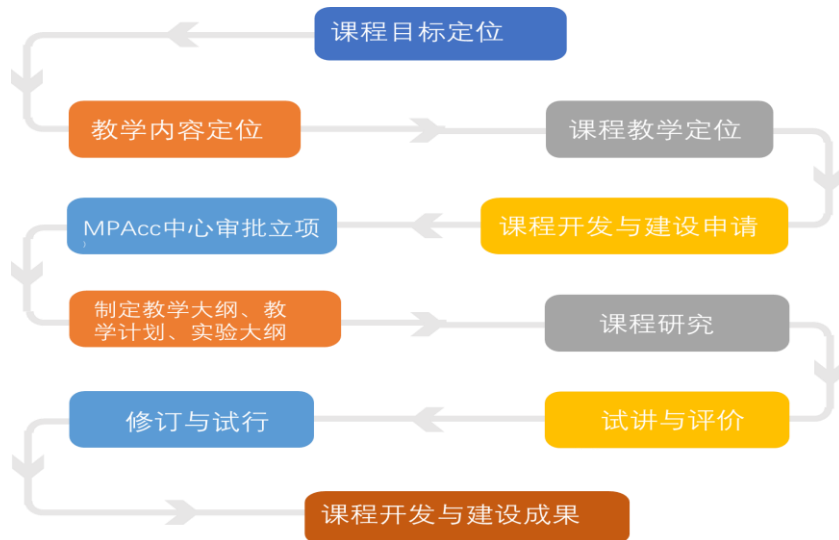 课程目标定位
教学内容定位
课程教学定位
MPAcc中心审批立项
）
课程开发与建设申请
制定教学大纲、教
学计划、实验大纲
课程研究
修订与试行
试讲与评价
课程开发与建设成果